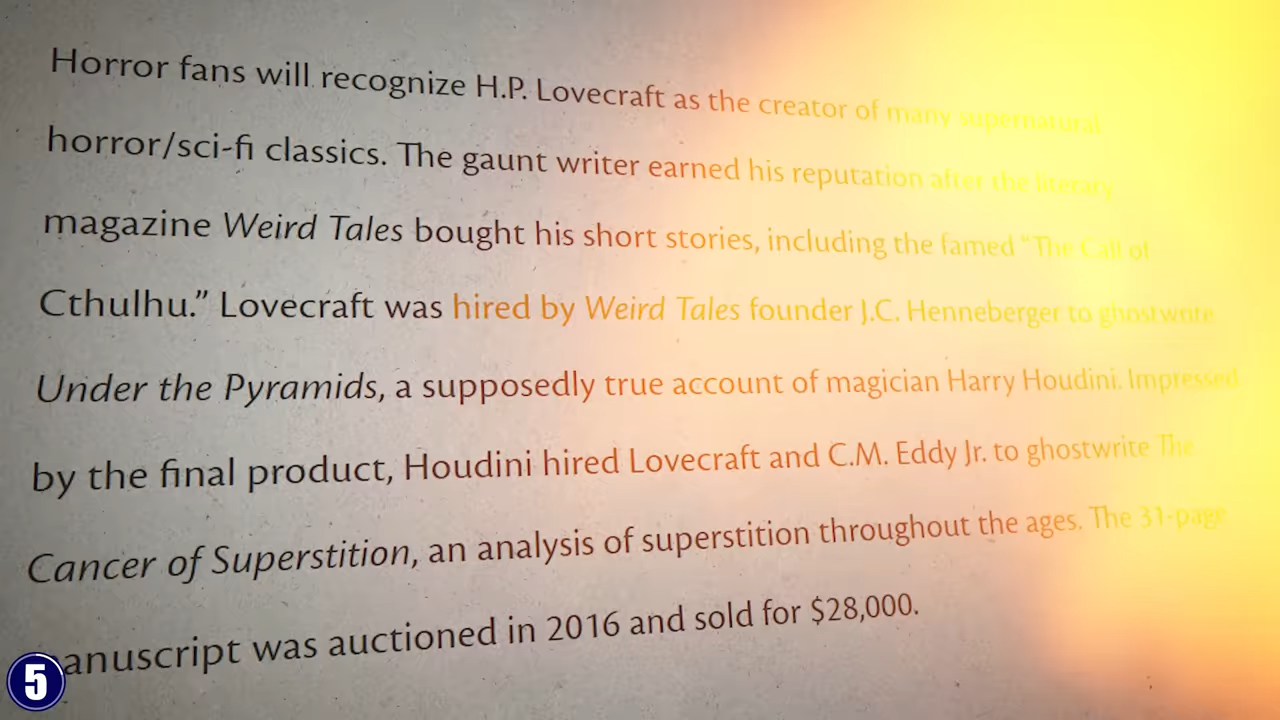 Horror fans will recognize H.P. Lovecraft as the creator of many supernatural
horror/sci-fi classics. The gaunt writer earned his reputation after the literary
magazine Weird Tales bought his short stories, including the famed “The Call of
Cthulhu.” Lovecraft was hired by Weird Tales founder J.C. Henneberger to ghostwrite
Under the Pyramids, a supposedly true account of magician Harry Houdini. Impressed
by the final product, Houdini hired Lovecraft and C.M. Eddy Jr. to ghostwrite The
Cancer of Superstition, an analysis of superstition throughout the ages. The 31-page
anuscript was auctioned in 2016 and sold for $28,000.
5